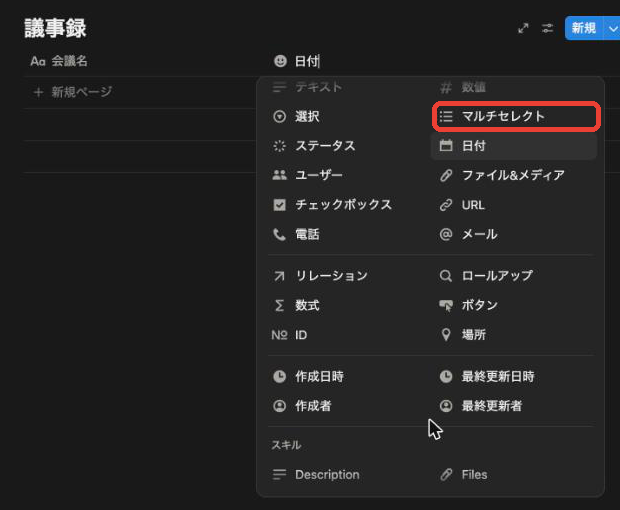 議事録
新規
Aa 会議名
日付
+ 新規ページ
テキスト
# 数値
選択
マルチセレクト
ステータス
日付
ユーザー
ファイル&メディア
チェックボックス
URL
電話
@ メール
リレーション
ロールアップ
Σ 数式
ボタン
№ ID
場所
作成日時
最終更新日時
作成者
最終更新者
スキル
Description
Files